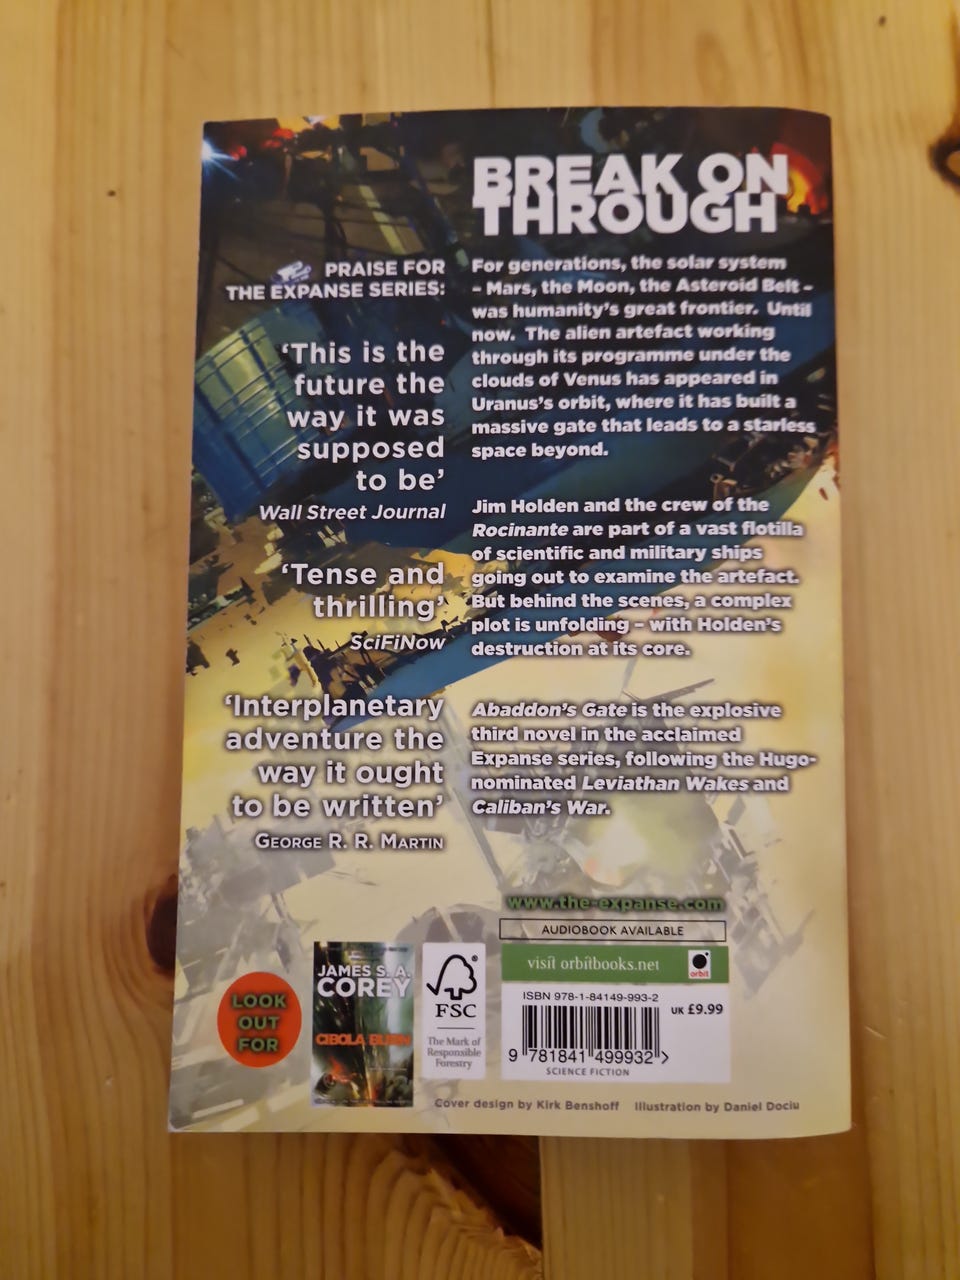 BREAK ON
THROUGH
PRAISE FOR
THE EXPANSE SERIES:
‘This is the
future the
way it was
supposed
to be’
Wall Street Journal
‘Tense and
thrilling’
SciFiNow
‘Interplanetary
adventure the
way it ought
to be written’
GEORGE R. R. MARTIN
For generations, the solar system
– Mars, the Moon, the Asteroid Belt –
was humanity’s great frontier. Until
now. The alien artefact working
through its programme under the
clouds of Venus has appeared in
Uranus’s orbit, where it has built a
massive gate that leads to a starless
space beyond.
Jim Holden and the crew of the
Rocinante are part of a vast flotilla
of scientific and military ships
going out to examine the artefact.
But behind the scenes, a complex
plot is unfolding – with Holden’s
destruction at its core.
Abaddon’s Gate is the explosive
third novel in the acclaimed
Expanse series, following the Hugo-
nominated Leviathan Wakes and
Caliban’s War.
www.the-expanse.com
AUDIOBOOK AVAILABLE
visit orbitbooks.net
orbit
LOOK
OUT
FOR
JAMES S. A.
COREY
CIBOLA BURN
FSC
The Mark of
Responsible
Forestry
ISBN 978-1-84149-993-2
UK £9.99
9 781841 499932 >
SCIENCE FICTION
Cover design by Kirk Benshoff Illustration by Daniel Dociu